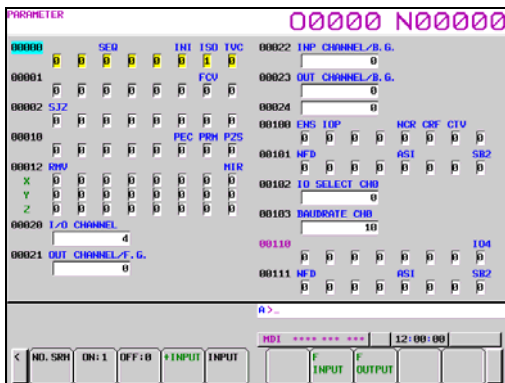 PARAMETER
O0000 N00000
00000 SEQ INI ISO TVC
0 0 0 0 0 0 1 0
00001 FCV
0 0 0 0 0 0 0 0
00002 SJZ
0 0 0 0 0 0 0 0
00010 PEC PRH PZS
0 0 0 0 0 0 0 0
00012 RMV MIR
X 0 0 0 0 0 0 0 0
Y 0 0 0 0 0 0 0 0
Z 0 0 0 0 0 0 0 0
00020 I/O CHANNEL
4
00021 OUT CHANNEL/F.G.
0
00022 INP CHANNEL/B.G.
0
00023 OUT CHANNEL/B.G.
0
00024
0
00100 ENS IOP NCR CRF CTV
0 0 0 0 0 0 0 0
00101 NFD ASI SB2
0 0 0 0 0 0 0 0
00102 IO SELECT CH0
0
00103 BAUDRATE CH0
10
00110 IO4
0 0 0 0 0 0 0 0
00111 NFD ASI SB2
0 0 0 0 0 0 0 0
A>_
MDI **** *** *** 12:00:00
< NO. SRH ON:1 OFF:0 +INPUT INPUT F INPUT F OUTPUT